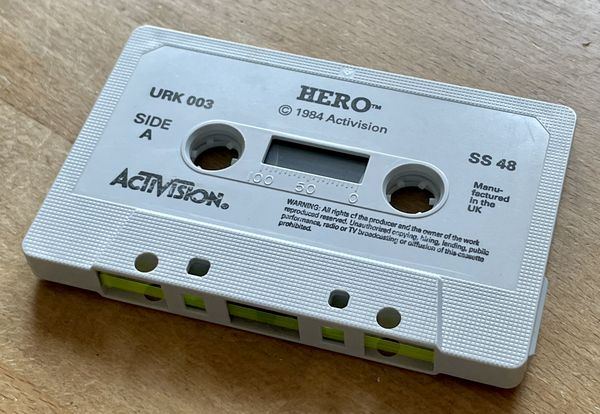 HERO™
© 1984 Activision
URK 003
SIDE
A
SS 48
Manu-
factured
in the
UK
100 50 0
ACTIVISION®
WARNING: All rights of the producer and the owner of the work
reproduced reserved. Unauthorized copying, hiring, lending, public
performance, radio or TV broadcasting or diffusion of this cassette
prohibited.